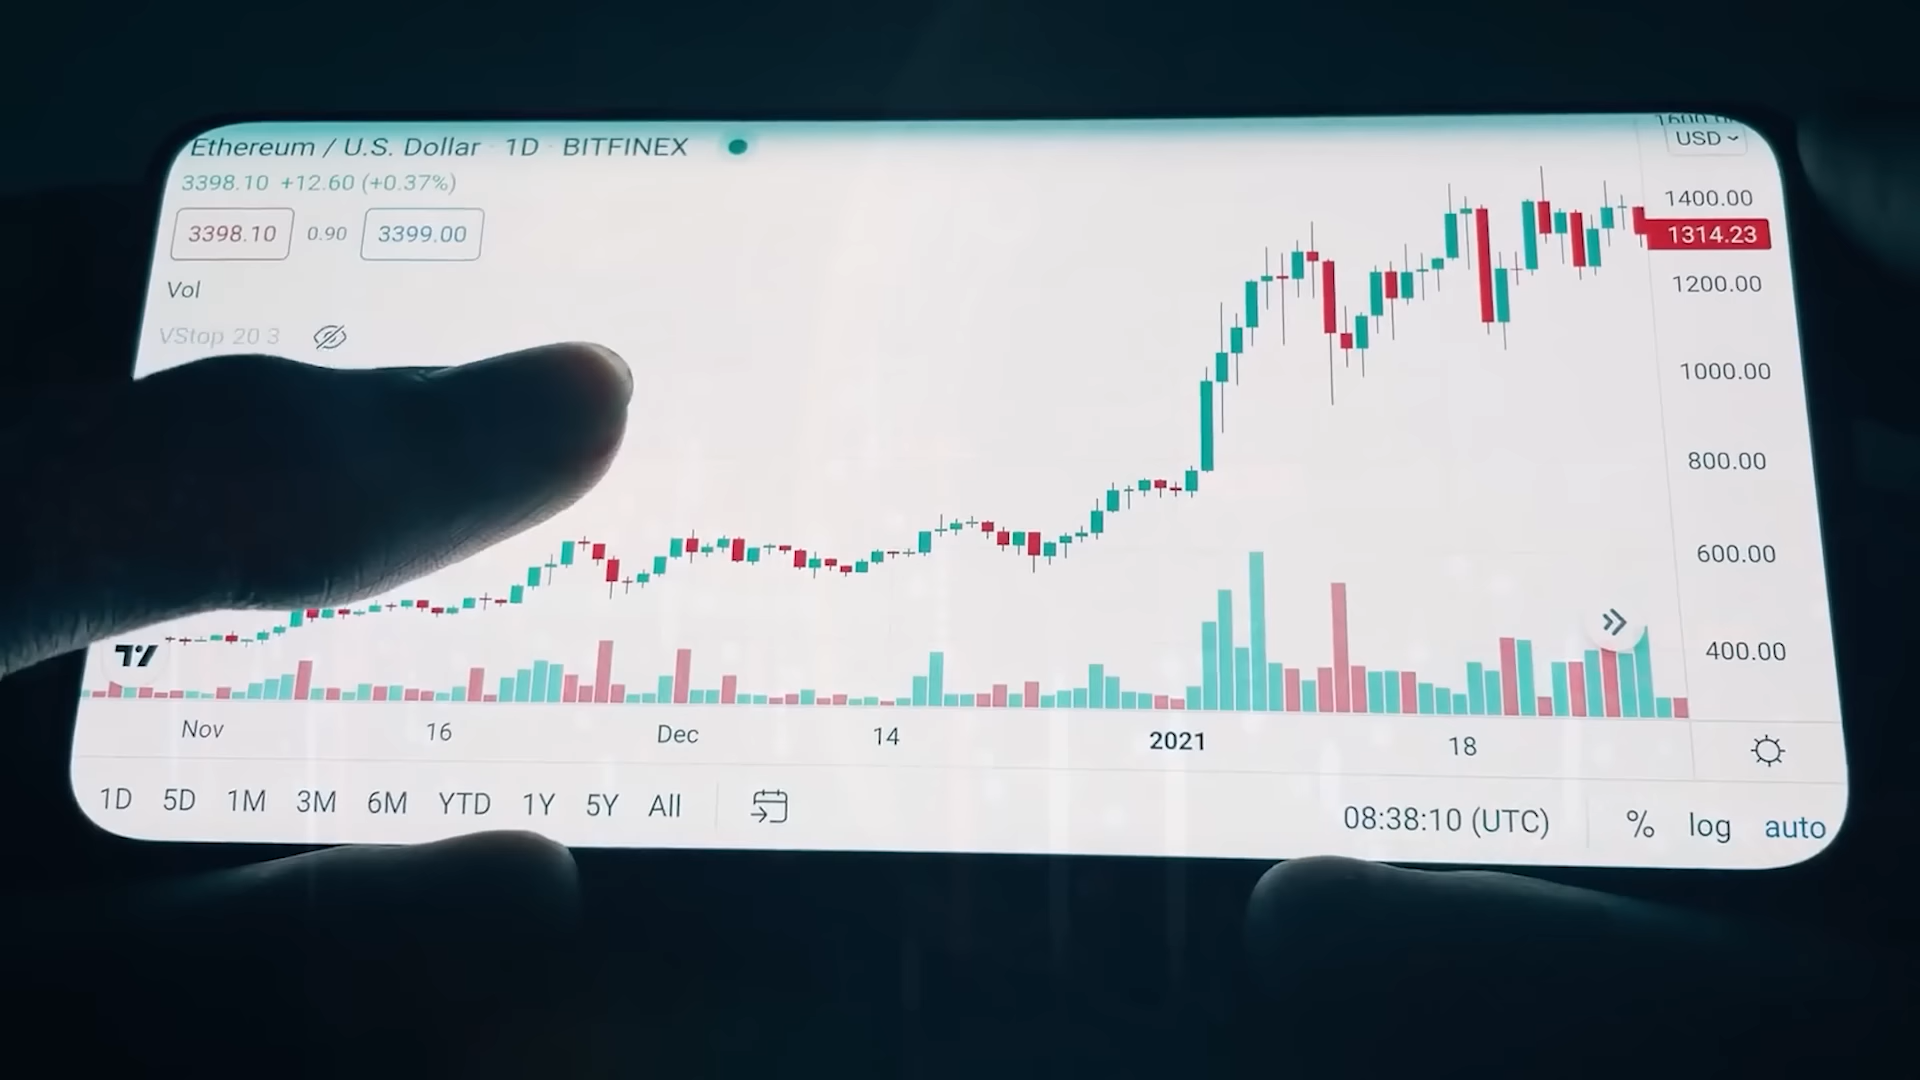 Ethereum / U.S. Dollar · 1D · BITFINEX
3398.10 +12.60 (+0.37%)
3398.10 0.90 3399.00
Vol
VStop 20 3
1600.00
USD
1400.00
1314.23
1200.00
1000.00
800.00
600.00
400.00
Nov 16 Dec 14 2021 18
1D 5D 1M 3M 6M YTD 1Y 5Y All
08:38:10 (UTC) % log auto